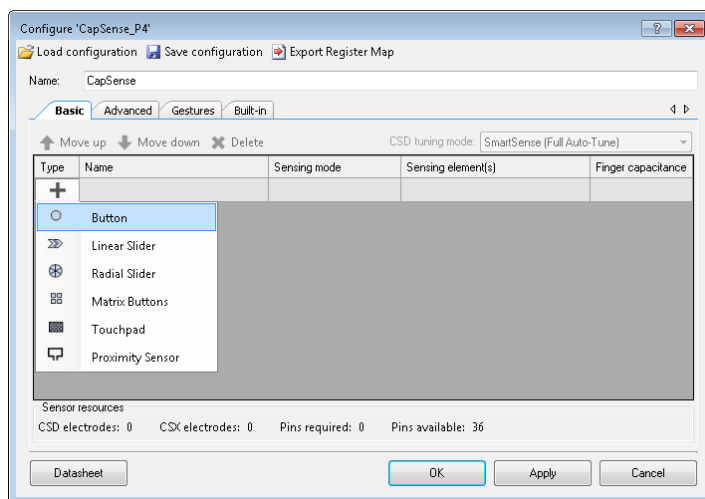 Configure 'CapSense_P4'
Load configuration Save configuration Export Register Map
Name: CapSense
Basic Advanced Gestures Built-in
Move up Move down Delete CSD tuning mode: SmartSense (Full Auto-Tune)
Type Name Sensing mode Sensing element(s) Finger capacitance
Button
Linear Slider
Radial Slider
Matrix Buttons
Touchpad
Proximity Sensor
Sensor resources
CSD electrodes: 0 CSX electrodes: 0 Pins required: 0 Pins available: 36
Datasheet OK Apply Cancel